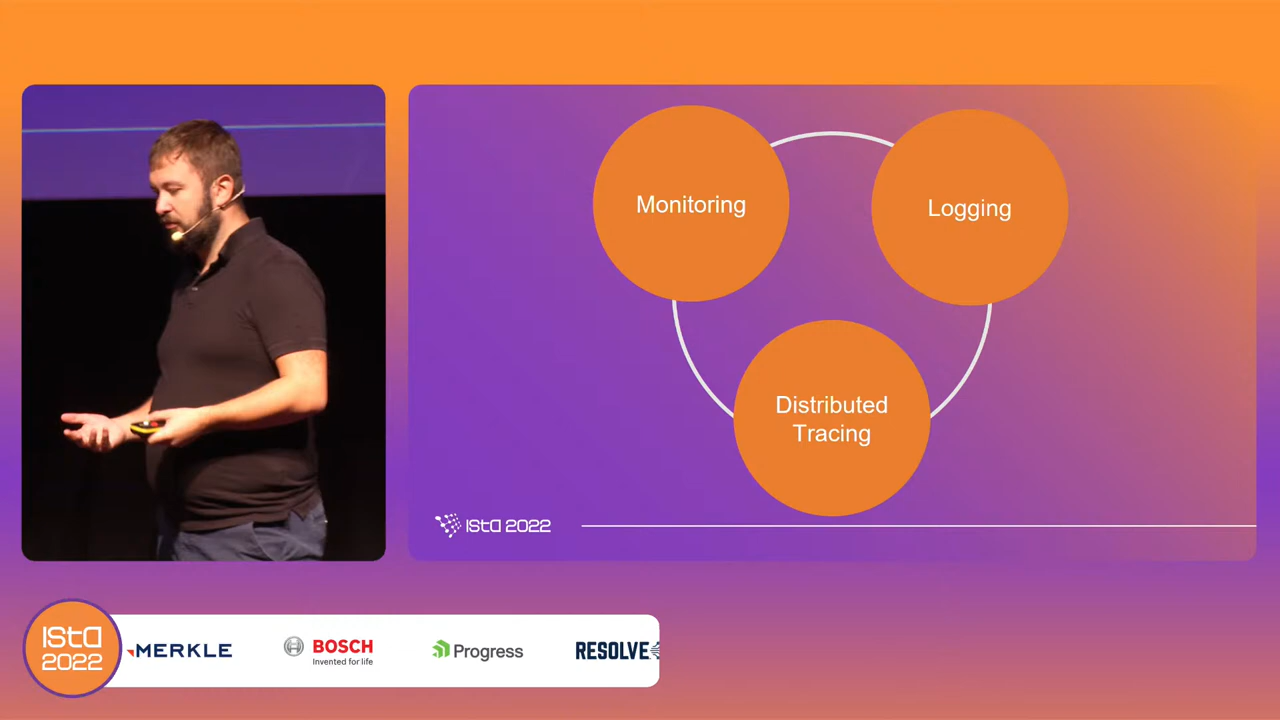 Monitoring
Logging
Distributed
Tracing
ISTA 2022
ISTA
2022
MERKLE
BOSCH
Invented for life
Progress
RESOLVE